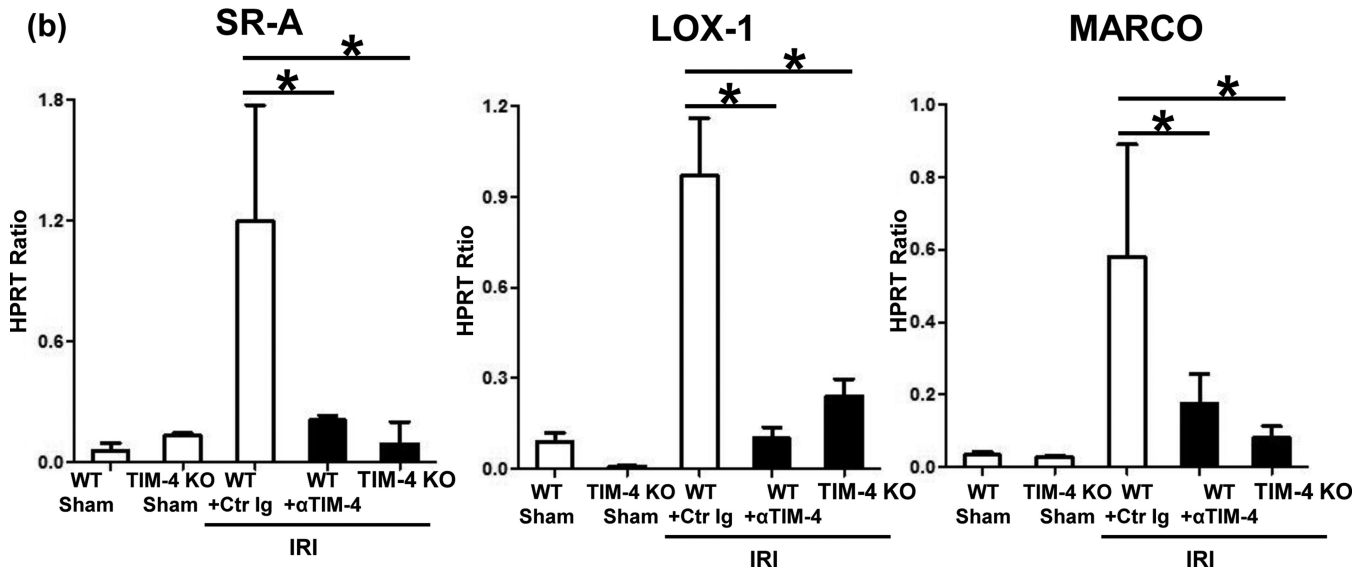 (b)
SR-A
*
*
HPRT Ratio
1.8
1.2
0.6
0.0
WT Sham
TIM-4 KO Sham
WT +Ctr Ig
WT +αTIM-4
TIM-4 KO
IRI
LOX-1
*
*
HPRT Rtio
1.2
0.9
0.6
0.3
0.0
WT Sham
TIM-4 KO Sham
WT +Ctr Ig
WT +αTIM-4
TIM-4 KO
IRI
MARCO
*
*
HPRT Ratio
1.0
0.8
0.6
0.4
0.2
0.0
WT Sham
TIM-4 KO Sham
WT +Ctr Ig
WT +αTIM-4
TIM-4 KO
IRI